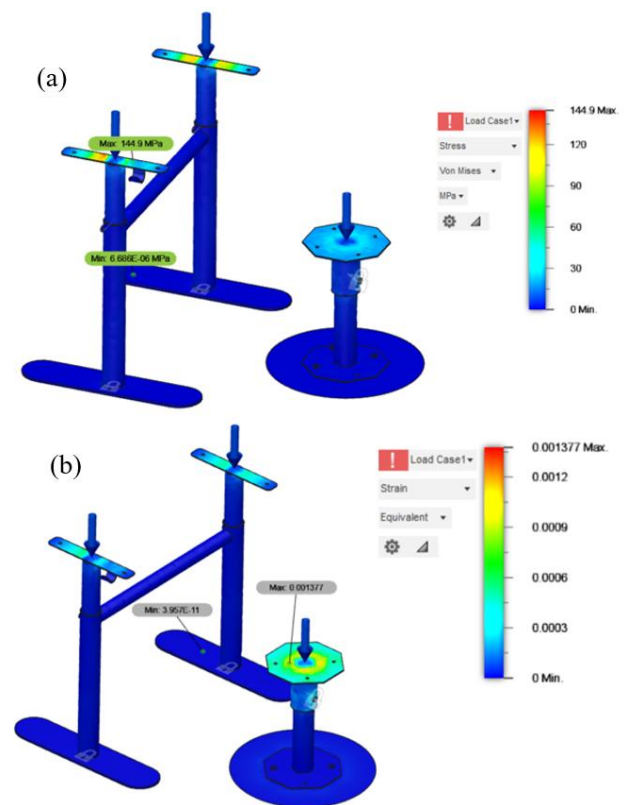 (a)
Max: 144.9 MPa
Min: 6.686E-06 MPa
! Load Case1
Stress
Von Mises
MPa
144.9 Max.
120
90
60
30
0 Min.
(b)
Min: 3.957E-11
Max: 0.001377
! Load Case1
Strain
Equivalent
0.001377 Max.
0.0012
0.0009
0.0006
0.0003
0 Min.